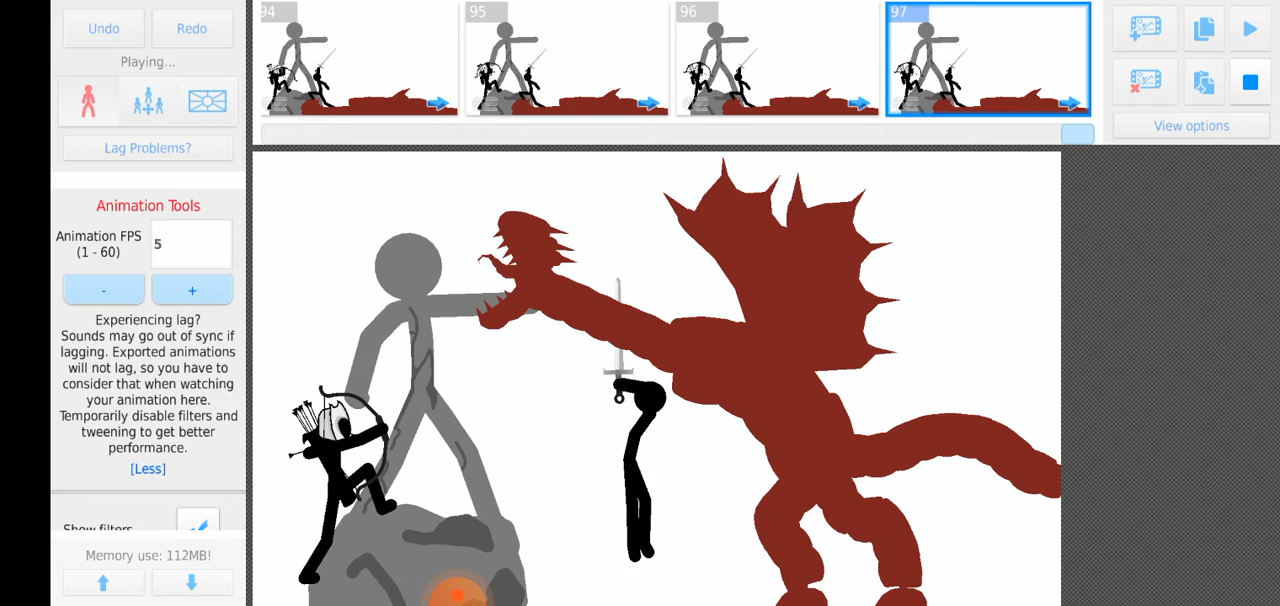 Undo
Redo
Playing...
Lag Problems?
Animation Tools
Animation FPS
(1 - 60)
5
-
+
Experiencing lag?
Sounds may go out of sync if
lagging. Exported animations
will not lag, so you have to
consider that when watching
your animation here.
Temporarily disable filters and
tweening to get better
performance.
[Less]
Show filters
Memory use: 112MB!
94
95
96
97
View options